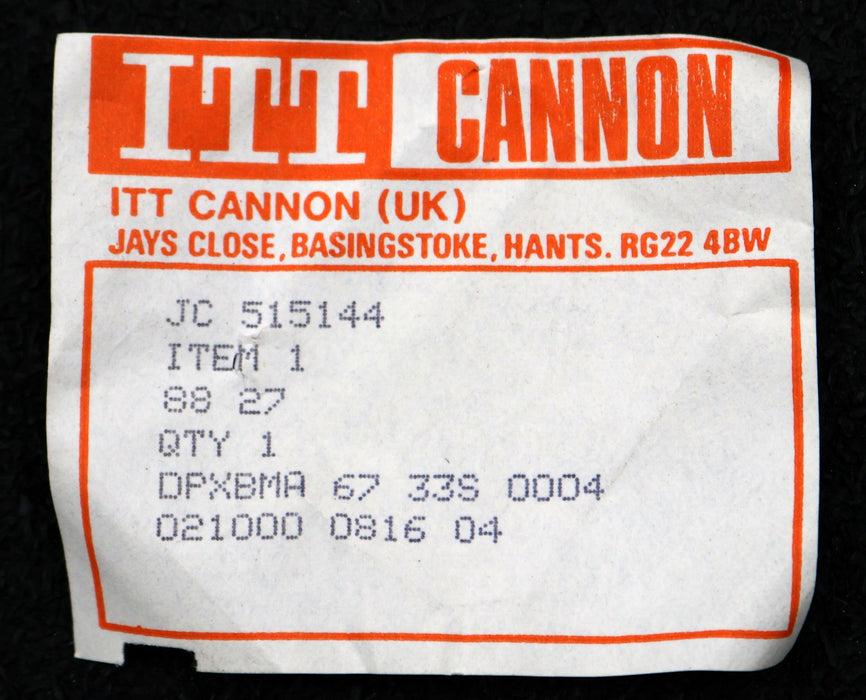 ITT CANNON
ITT CANNON (UK)
JAYS CLOSE, BASINGSTOKE, HANTS. RG22 4BW
JC 515144
ITEM 1
88 27
QTY 1
DPXBMA 67 33S 0004
021000 0816 04